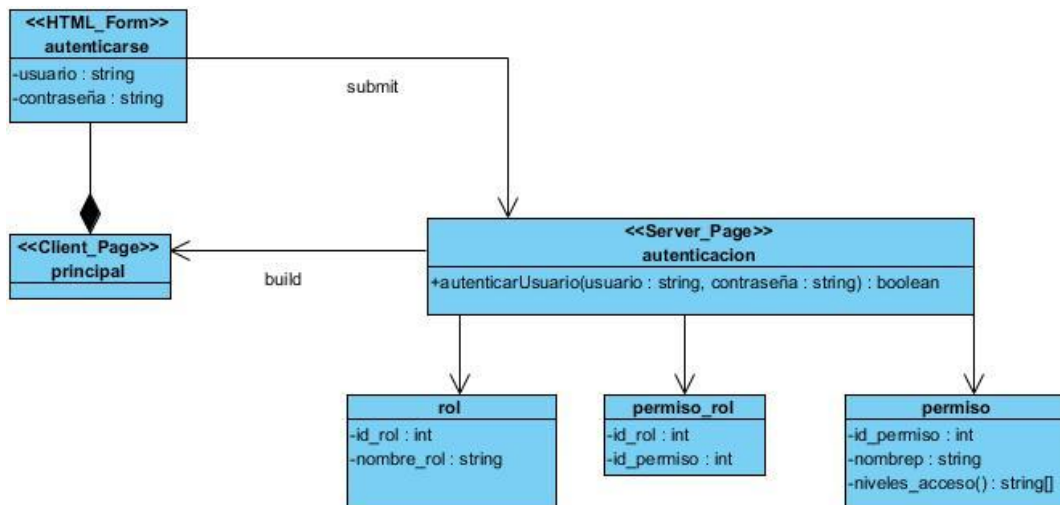 <<HTML_Form>>
autenticarse
-usuario : string
-contraseña : string
submit
<<Client_Page>>
principal
build
<<Server_Page>>
autenticacion
+autenticarUsuario(usuario : string, contraseña : string) : boolean
rol
-id_rol : int
-nombre_rol : string
permiso_rol
-id_rol : int
-id_permiso : int
permiso
-id_permiso : int
-nombrep : string
-niveles_acceso() : string[]